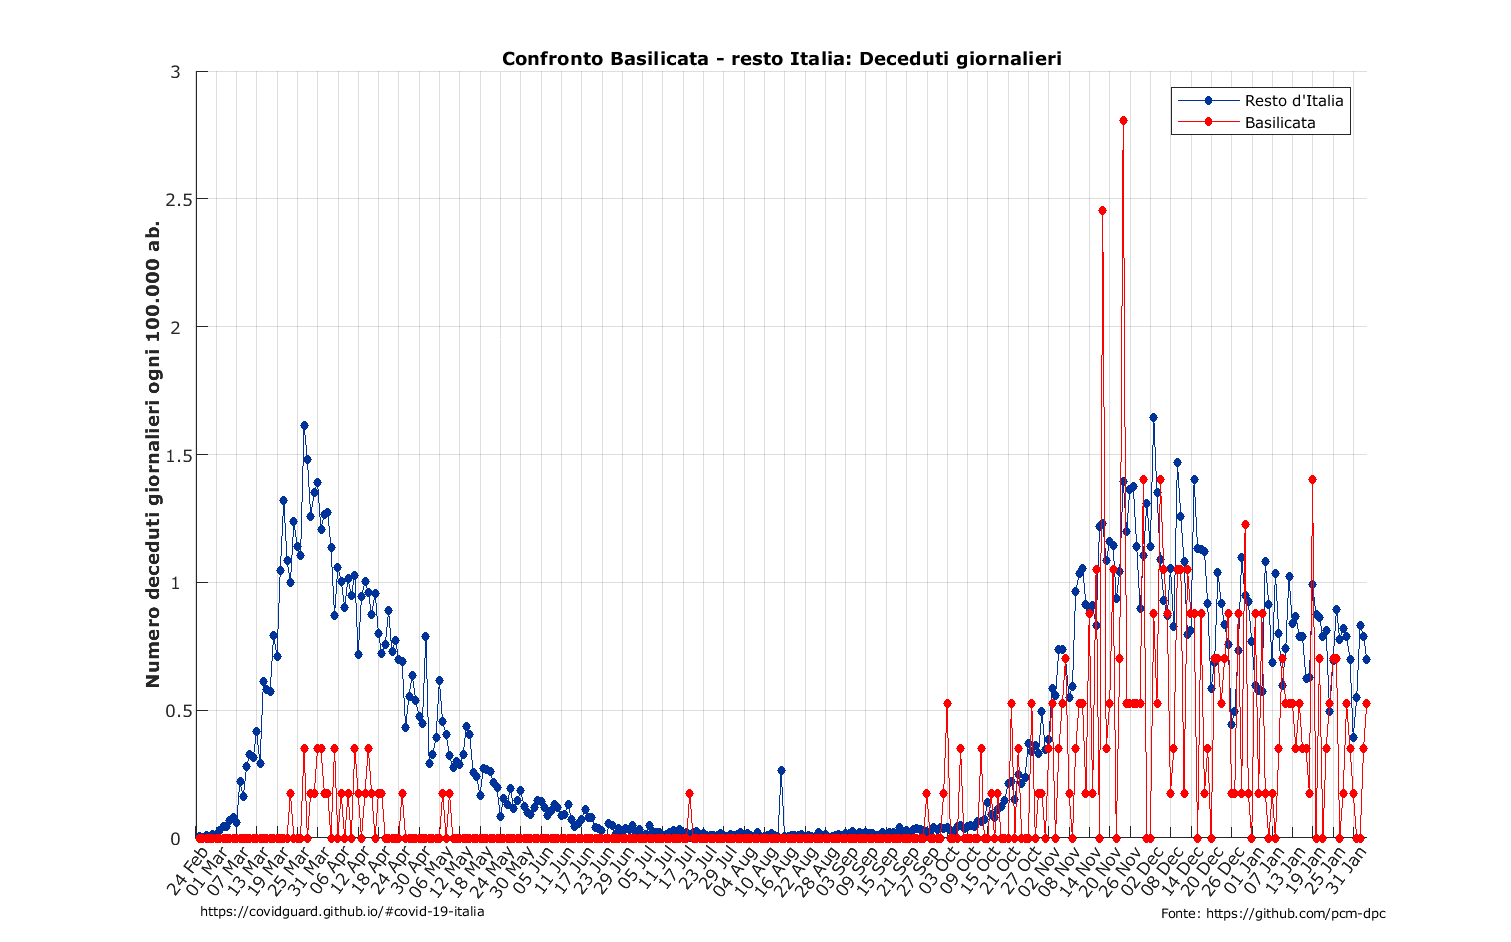 Confronto Basilicata - resto Italia: Deceduti giornalieri
Resto d'Italia
Basilicata
Numero deceduti giornalieri ogni 100.000 ab.
3
2.5
2
1.5
1
0.5
0
24 Feb
01 Mar
07 Mar
13 Mar
19 Mar
25 Mar
31 Mar
06 Apr
12 Apr
18 Apr
24 Apr
30 Apr
06 May
12 May
18 May
24 May
30 May
05 Jun
11 Jun
17 Jun
23 Jun
29 Jun
05 Jul
11 Jul
17 Jul
23 Jul
29 Jul
04 Aug
10 Aug
16 Aug
22 Aug
28 Aug
03 Sep
09 Sep
15 Sep
21 Sep
27 Sep
03 Oct
09 Oct
15 Oct
21 Oct
27 Oct
02 Nov
08 Nov
14 Nov
20 Nov
26 Nov
02 Dec
08 Dec
14 Dec
20 Dec
26 Dec
01 Jan
07 Jan
13 Jan
19 Jan
25 Jan
31 Jan
https://covidguard.github.io/#covid-19-italia
Fonte: https://github.com/pcm-dpc